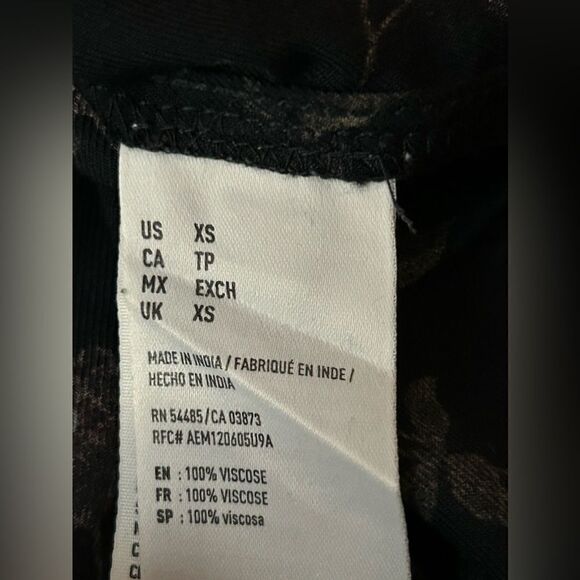 US XS
CA TP
MX EXCH
UK XS
MADE IN INDIA / FABRIQUÉ EN INDE /
HECHO EN INDIA
RN 54485/CA 03873
RFC# AEM120605U9A
EN : 100% VISCOSE
FR : 100% VISCOSE
SP : 100% viscosa